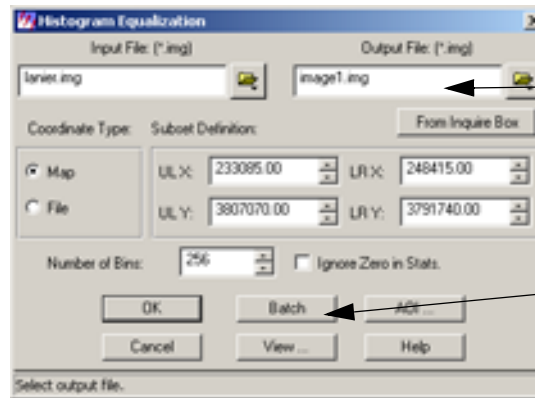 Histogram Equalization
Input File: (*.img)
Output File: (*.img)
lanier.img
image1.img
From Inquire Box
Coordinate Type:
Subset Definition:
Map
File
UL X: 233085.00
LR X: 248415.00
UL Y: 3807070.00
LR Y: 3791740.00
Number of Bins: 256
Ignore Zero in Stats.
OK
Batch
AOI ...
Cancel
View ...
Help
Select output file.